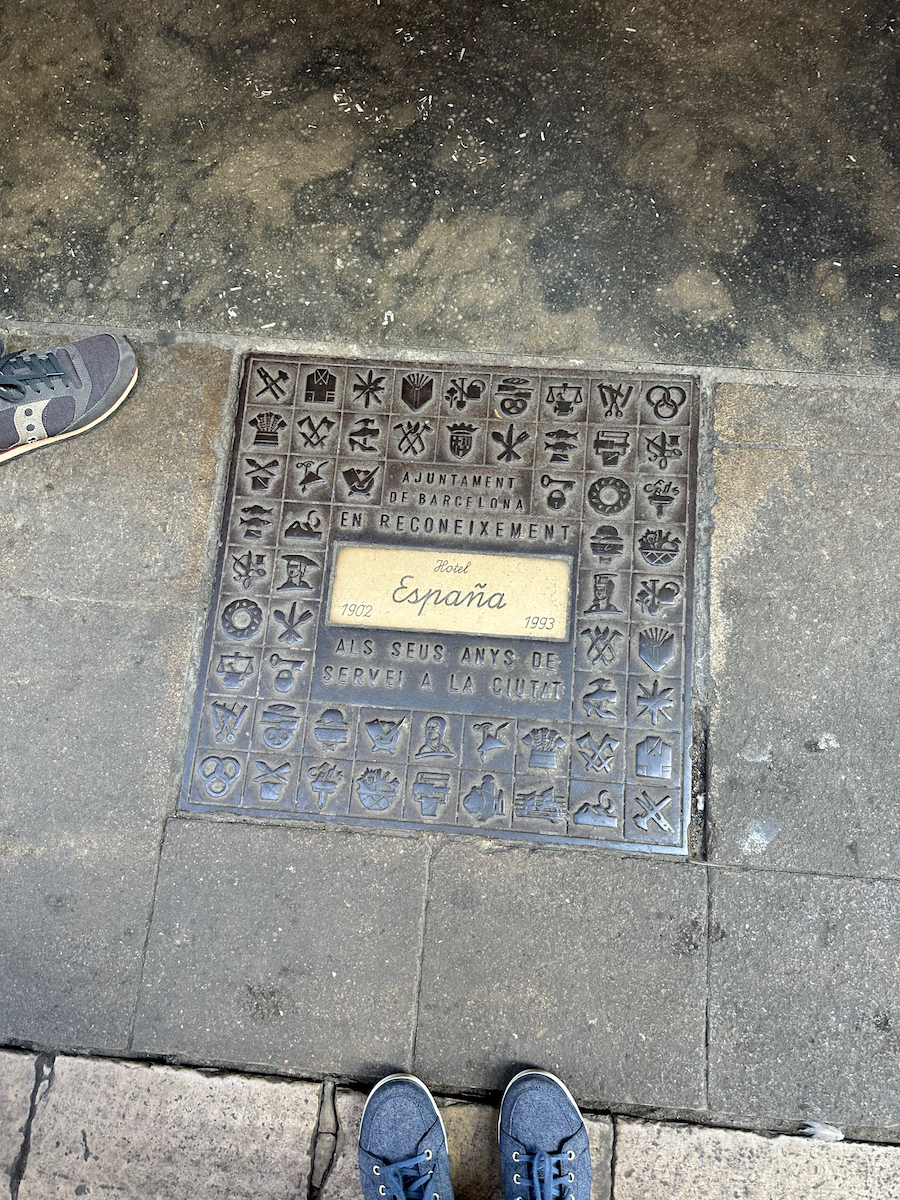 AJUNTAMENT
DE BARCELONA
EN RECONEIXEMENT
Hotel
España
1902 1993
ALS SEUS ANYS DE
SERVEI A LA CIUTAT